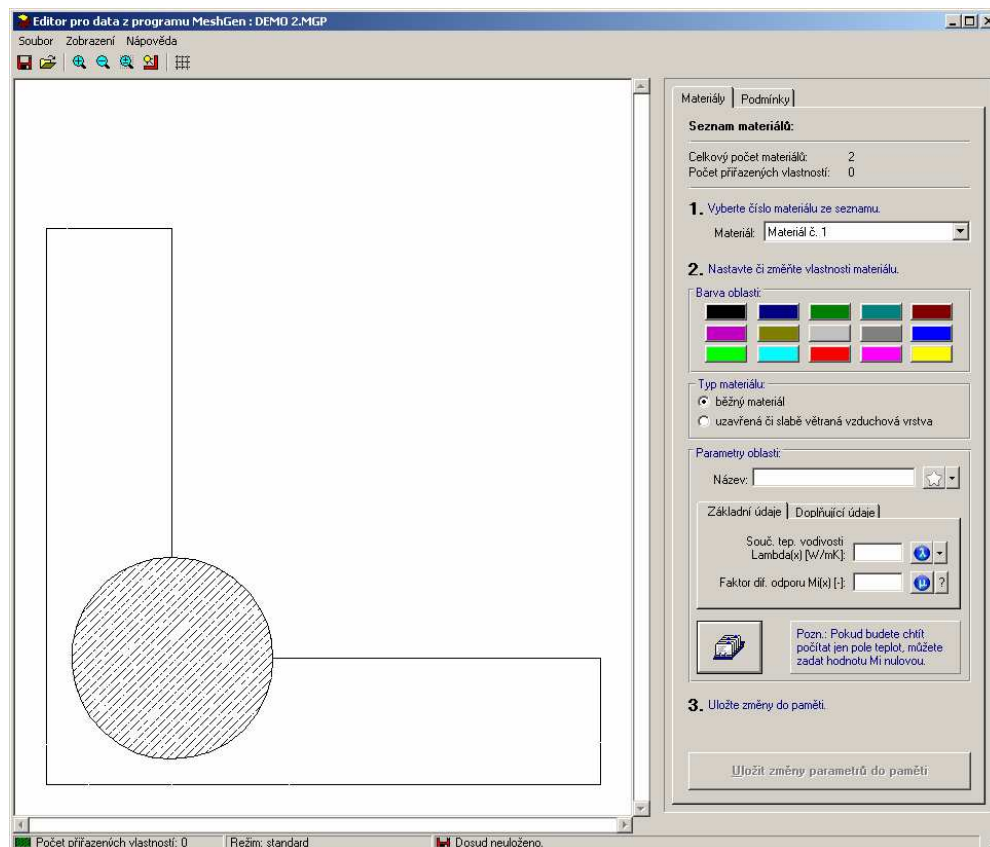 Editor pro data z programu MeshGen : DEMO 2.MGP
Soubor Zobrazení Nápověda
Materiály Podmínky
Seznam materiálů:
Celkový počet materiálů: 2
Počet přiřazených vlastností: 0
1. Vyberte číslo materiálu ze seznamu.
Materiál: Materiál č. 1
2. Nastavte či změňte vlastnosti materiálu.
Barva oblasti:
Typ materiálu:
běžný materiál
uzavřená či slabě větraná vzduchová vrstva
Parametry oblasti:
Název:
Základní údaje Doplňující údaje
Souč. tep. vodivosti
Lambda(x) [W/mK]: λ
Faktor dif. odporu Mi(x) [-]: μ ?
Pozn.: Pokud budete chtít
počítat jen pole teplot, můžete
zadat hodnotu Mi nulovou.
3. Uložte změny do paměti.
Uložit změny parametrů do paměti
Počet přiřazených vlastností: 0 Režim: standard Dosud neuloženo.